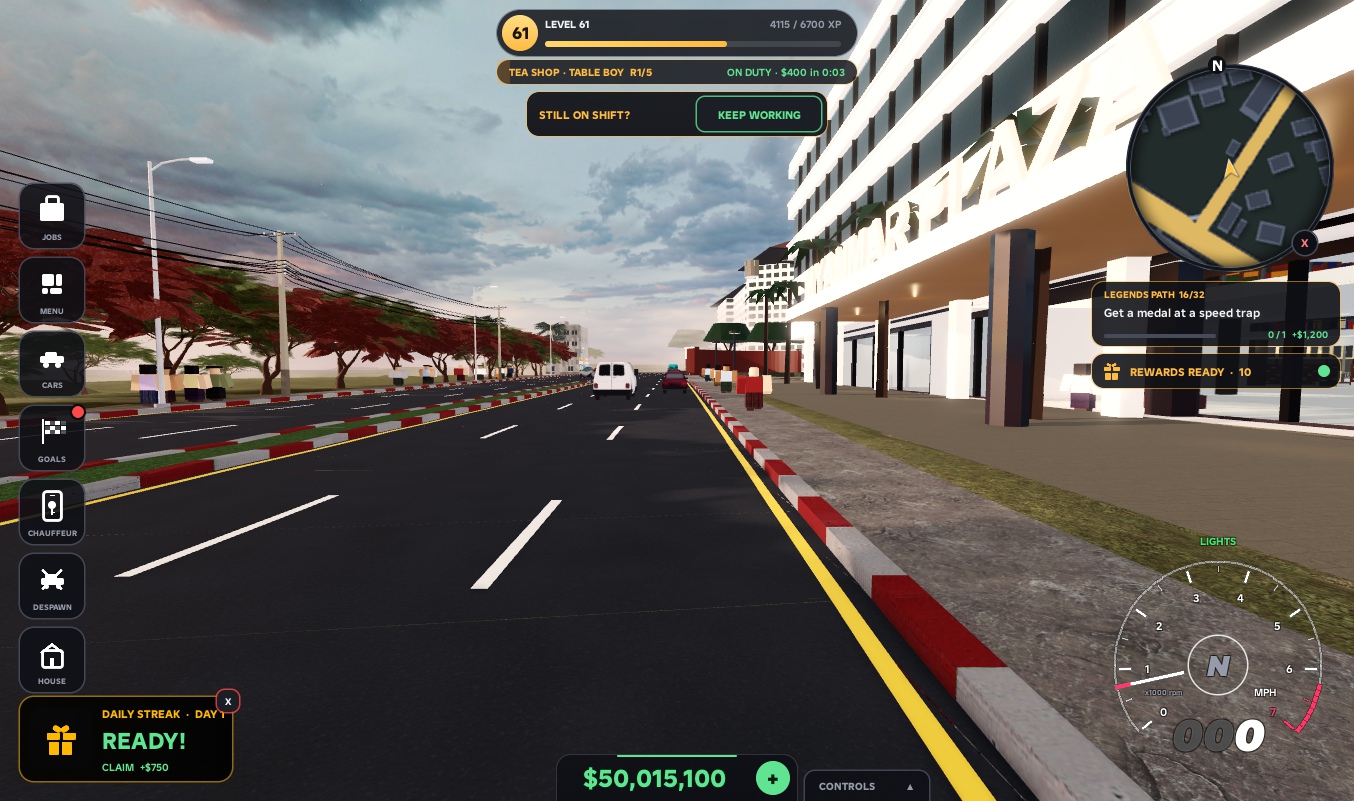 61
LEVEL 61
4115 / 6700 XP
TEA SHOP · TABLE BOY R1/5
ON DUTY · $400 in 0:03
STILL ON SHIFT?
KEEP WORKING
N
X
LEGENDS PATH 16/32
Get a medal at a speed trap
0/1 +$1,200
REWARDS READY · 10
JOBS
MENU
CARS
GOALS
CHAUFFEUR
DESPAWN
HOUSE
X
DAILY STREAK · DAY 1
READY!
CLAIM +$750
$50,015,100
+
CONTROLS ▲
LIGHTS
0
1
2
3
4
5
6
7
N
x1000 rpm
MPH
000